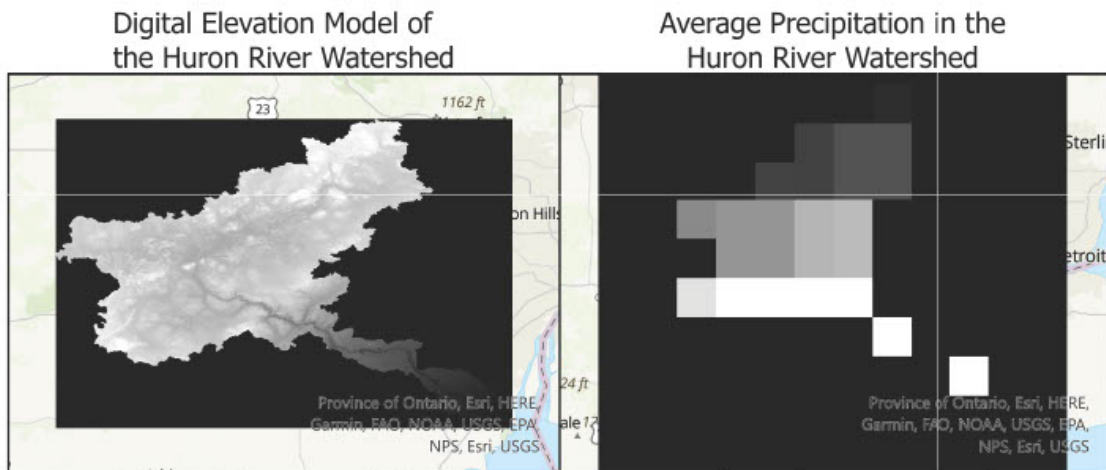 Digital Elevation Model of
the Huron River Watershed
23
1162 ft
on Hills
Province of Ontario, Esri, HERE,
Garmin, FAO, NOAA, USGS, EPA,
NPS, Esri, USGS
Average Precipitation in the
Huron River Watershed
Sterli
etroit
24 ft
ale
Province of Ontario, Esri, HERE,
Garmin, FAO, NOAA, USGS, EPA,
NPS, Esri, USGS